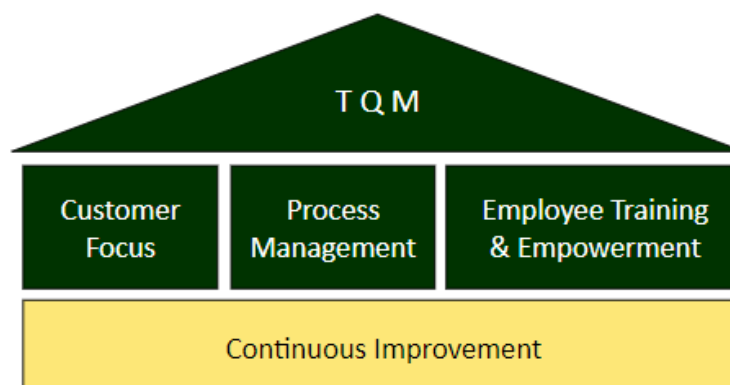 T Q M
Customer
Focus
Process
Management
Employee Training
& Empowerment
Continuous Improvement